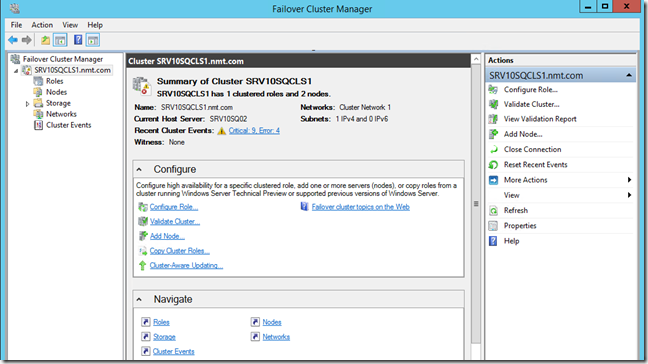 Failover Cluster Manager
File Action View Help
Failover Cluster Manager
SRV10SQCLS1.nmt.com
Roles
Nodes
Storage
Networks
Cluster Events
Cluster SRV10SQCLS1.nmt.com
Summary of Cluster SRV10SQCLS1
SRV10SQCLS1 has 1 clustered roles and 2 nodes.
Name: SRV10SQCLS1.nmt.com Networks: Cluster Network 1
Current Host Server: SRV10SQ02 Subnets: 1 IPv4 and 0 IPv6
Recent Cluster Events: Critical: 9, Error: 4
Witness: None
Configure
Configure high availability for a specific clustered role, add one or more servers (nodes), or copy roles from a
cluster running Windows Server Technical Preview or supported previous versions of Windows Server.
Configure Role... Failover cluster topics on the Web
Validate Cluster...
Add Node...
Copy Cluster Roles...
Cluster-Aware Updating...
Navigate
Roles Nodes
Storage Networks
Cluster Events
Actions
SRV10SQCLS1.nmt.com
Configure Role...
Validate Cluster...
View Validation Report
Add Node...
Close Connection
Reset Recent Events
More Actions
View
Refresh
Properties
Help